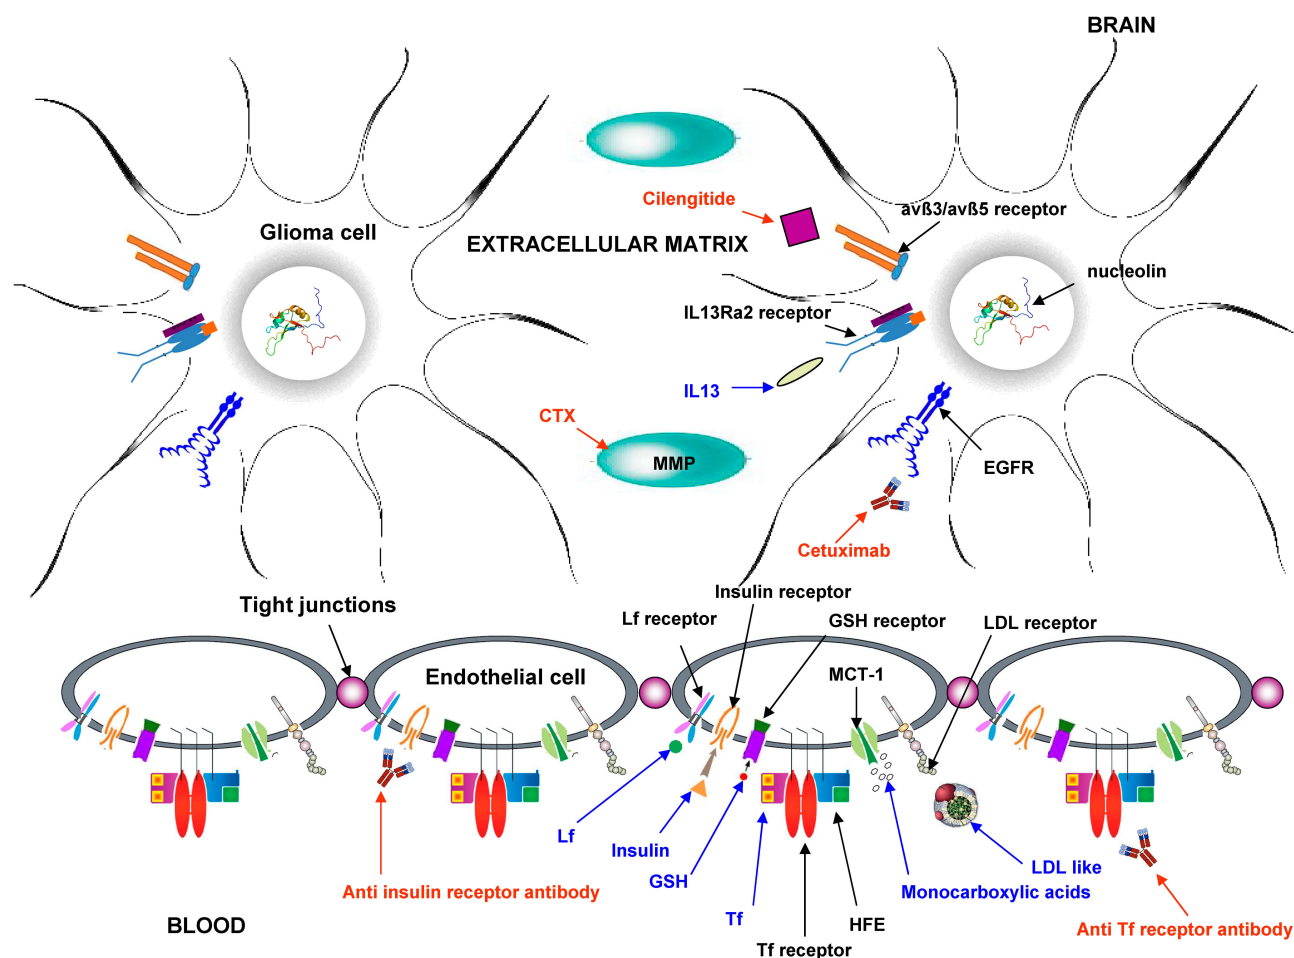 BRAIN
Cilengitide
avß3/avß5 receptor
Glioma cell
EXTRACELLULAR MATRIX
nucleolin
IL13Ra2 receptor
IL13
CTX
MMP
EGFR
Cetuximab
Insulin receptor
Tight junctions
Lf receptor
GSH receptor
LDL receptor
Endothelial cell
MCT-1
Lf
Insulin
GSH
LDL like
Anti insulin receptor antibody
Monocarboxylic acids
Tf
HFE
BLOOD
Anti Tf receptor antibody
Tf receptor